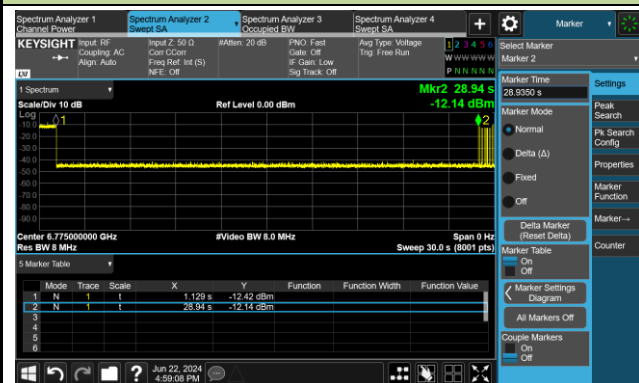 Spectrum Analyzer 1
Channel Power
Spectrum Analyzer 2
Swept SA
Spectrum Analyzer 3
Occupied BW
Spectrum Analyzer 4
Swept SA
+
Marker
KEYSIGHT
Input: RF
Coupling: AC
Align: Auto
Input Z: 50 Ω
Corr CCorr
Freq Ref: Int (S)
NFE: Off
#Atten: 20 dB
PNO: Fast
Gate: Off
IF Gain: Low
Sig Track: Off
Avg Type: Voltage
Trig: Free Run
1 2 3 4 5 6
W W W W W W
P N N N N N
LXI
Select Marker
Marker 2
1 Spectrum
Mkr2 28.94 s
-12.14 dBm
Scale/Div 10 dB
Ref Level 0.00 dBm
Log
-10.0
-20.0
-30.0
-40.0
-50.0
-60.0
-70.0
-80.0
-90.0
1
2
Center 6.775000000 GHz
#Video BW 8.0 MHz
Span 0 Hz
Res BW 8 MHz
Sweep 30.0 s (8001 pts)
5 Marker Table
Mode Trace Scale X Y Function Function Width Function Value
1 N 1 t 1.129 s -12.42 dBm
2 N 1 t 28.94 s -12.14 dBm
3
4
5
6
Marker Time
28.9350 s
Marker Mode
Normal
Delta (Δ)
Fixed
Off
Delta Marker
(Reset Delta)
Marker Table
On
Off
Marker Settings
Diagram
All Markers Off
Couple Markers
On
Off
Settings
Peak
Search
Pk Search
Config
Properties
Marker
Function
Marker→
Counter
?
Jun 22, 2024
4:59:08 PM